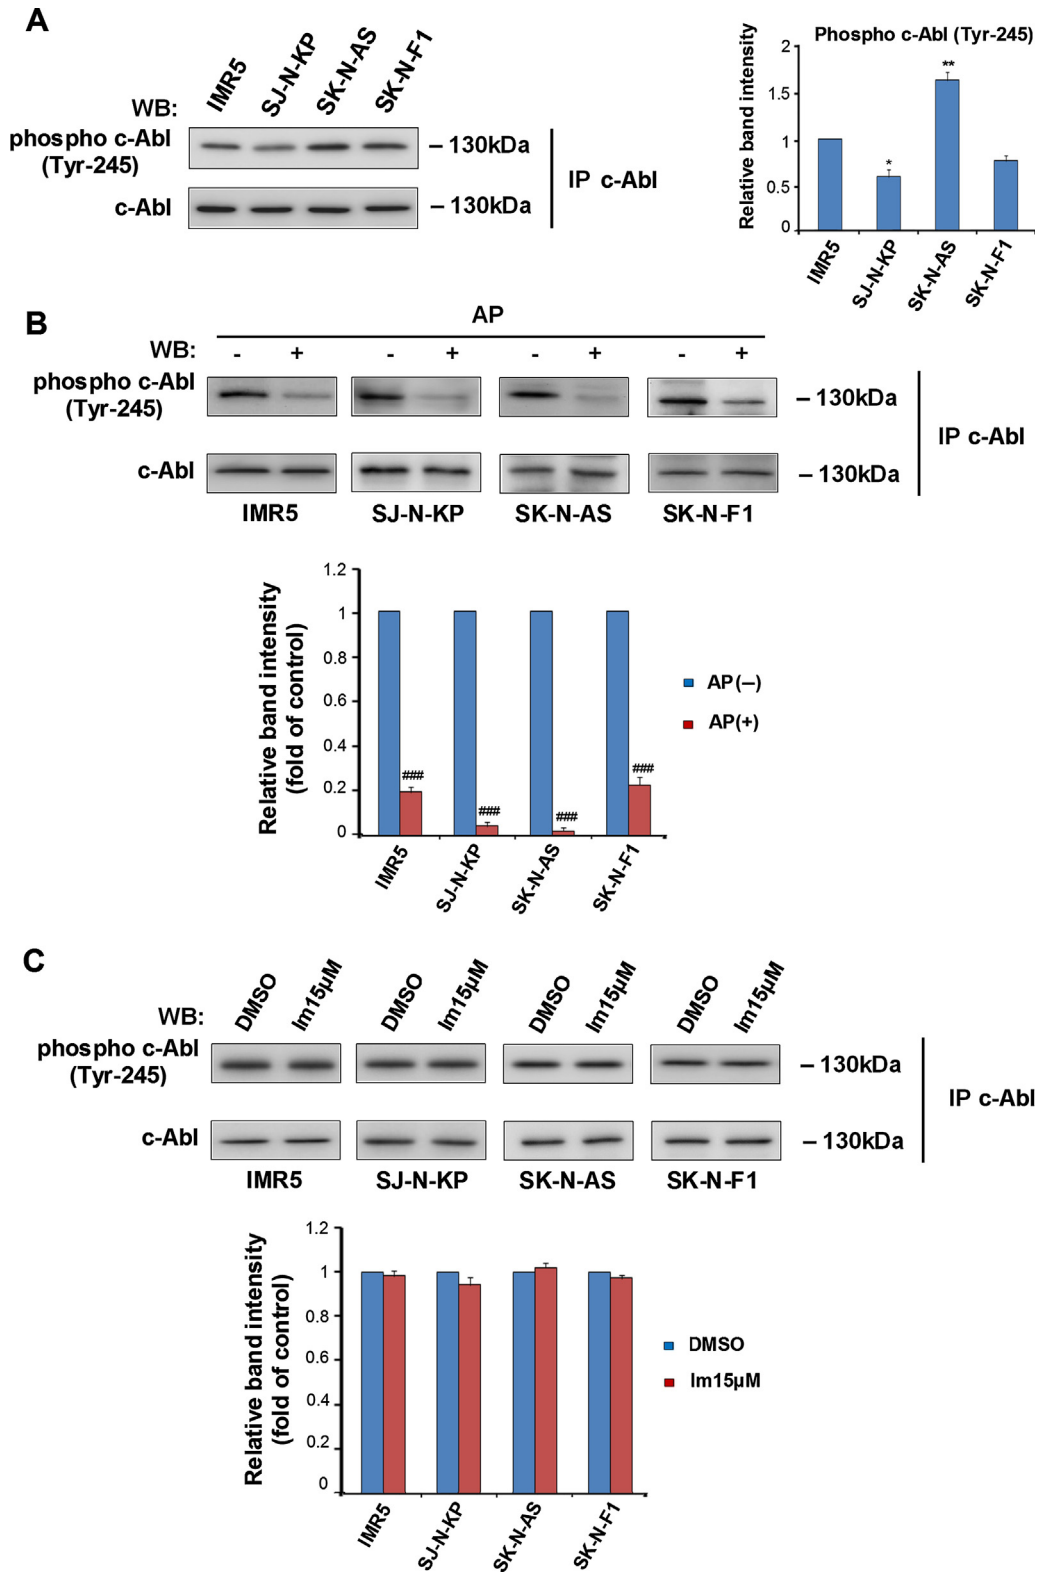 A
IMR5
SJ-N-KP
SK-N-AS
SK-N-F1
WB:
phospho c-Abl
(Tyr-245)
– 130kDa
c-Abl
– 130kDa
IP c-Abl
Phospho c-Abl (Tyr-245)
Relative band intensity
2
1.5
1
0.5
0
*
**
IMR5
SJ-N-KP
SK-N-AS
SK-N-F1
B
AP
WB:
- + - + - + - +
phospho c-Abl
(Tyr-245)
– 130kDa
c-Abl
– 130kDa
IP c-Abl
IMR5 SJ-N-KP SK-N-AS SK-N-F1
Relative band intensity
(fold of control)
1.2
1
0.8
0.6
0.4
0.2
0
###
###
###
###
IMR5
SJ-N-KP
SK-N-AS
SK-N-F1
AP(–)
AP(+)
C
WB:
DMSO Im15µM DMSO Im15µM DMSO Im15µM DMSO Im15µM
phospho c-Abl
(Tyr-245)
– 130kDa
c-Abl
– 130kDa
IP c-Abl
IMR5 SJ-N-KP SK-N-AS SK-N-F1
Relative band intensity
(fold of control)
1.2
1
0.8
0.6
0.4
0.2
0
IMR5
SJ-N-KP
SK-N-AS
SK-N-F1
DMSO
Im15µM